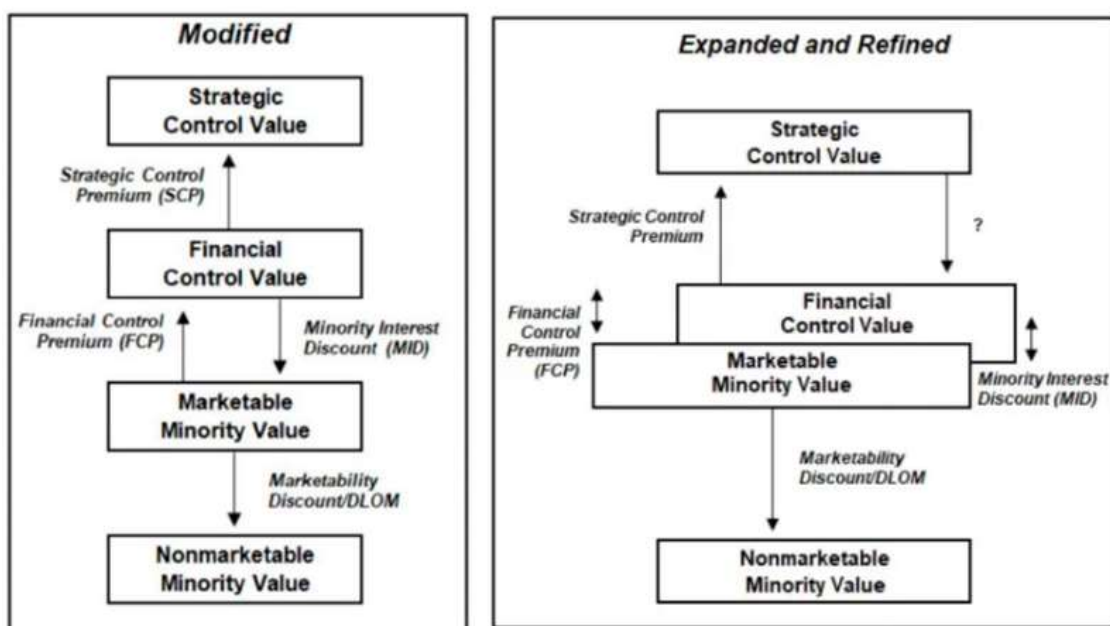 Modified
Strategic
Control Value
Strategic Control
Premium (SCP)
Financial
Control Value
Financial Control
Premium (FCP)
Minority Interest
Discount (MID)
Marketable
Minority Value
Marketability
Discount/DLOM
Nonmarketable
Minority Value
Expanded and Refined
Strategic
Control Value
Strategic Control
Premium
?
Financial
Control
Premium
(FCP)
Financial
Control Value
Marketable
Minority Value
Minority Interest
Discount (MID)
Marketability
Discount/DLOM
Nonmarketable
Minority Value